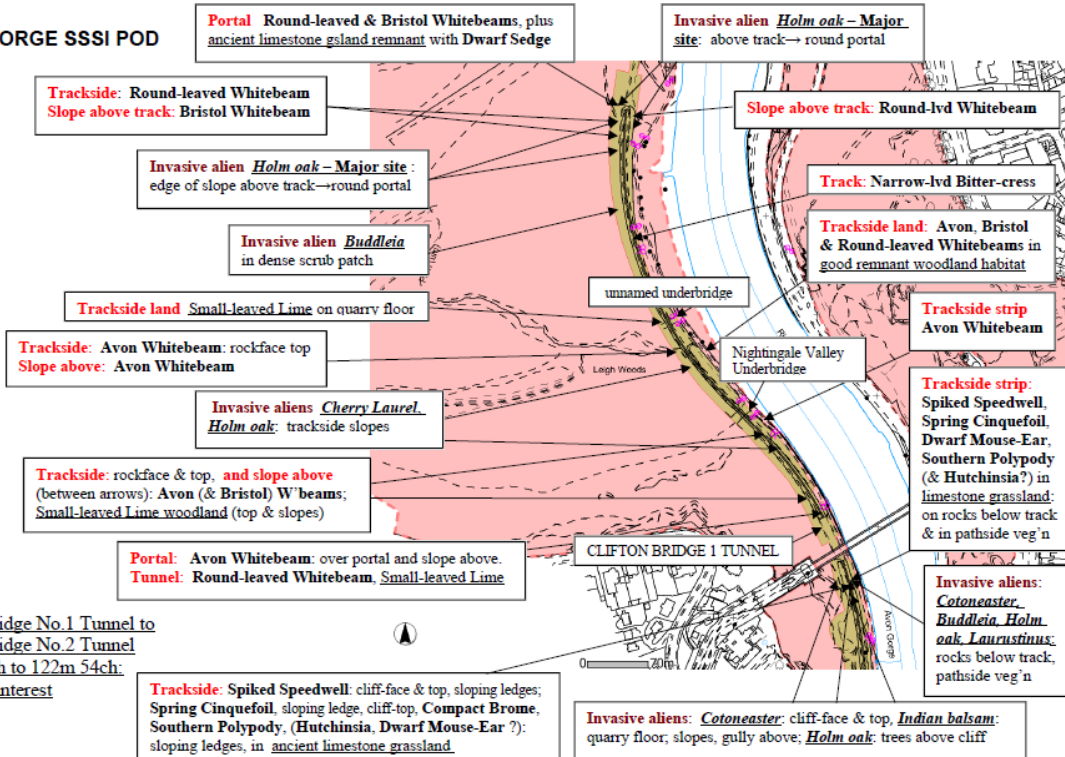 ORGE SSSI POD
Portal Round-leaved & Bristol Whitebeams, plus
ancient limestone gsland remnant with Dwarf Sedge
Invasive alien Holm oak – Major
site: above track→ round portal
Trackside: Round-leaved Whitebeam
Slope above track: Bristol Whitebeam
Slope above track: Round-lvd Whitebeam
Invasive alien Holm oak – Major site :
edge of slope above track→round portal
Track: Narrow-lvd Bitter-cress
Trackside land: Avon, Bristol
& Round-leaved Whitebeams in
good remnant woodland habitat
Invasive alien Buddleia
in dense scrub patch
unnamed underbridge
Trackside land Small-leaved Lime on quarry floor
Trackside strip
Avon Whitebeam
Trackside: Avon Whitebeam: rockface top
Slope above: Avon Whitebeam
Nightingale Valley
Underbridge
Leigh Woods
Trackside strip:
Spiked Speedwell,
Spring Cinquefoil,
Dwarf Mouse-Ear,
Southern Polypody
(& Hutchinsia?) in
limestone grassland:
on rocks below track
& in pathside veg'n
Invasive aliens Cherry Laurel,
Holm oak: trackside slopes
Trackside: rockface & top, and slope above
(between arrows): Avon (& Bristol) W'beams;
Small-leaved Lime woodland (top & slopes)
CLIFTON BRIDGE 1 TUNNEL
Portal: Avon Whitebeam: over portal and slope above.
Tunnel: Round-leaved Whitebeam, Small-leaved Lime
Invasive aliens:
Cotoneaster,
Buddleia, Holm
oak, Laurustinus:
rocks below track,
pathside veg'n
Avon Gorge
idge No.1 Tunnel to
idge No.2 Tunnel
h to 122m 54ch:
nterest
0 70m
Trackside: Spiked Speedwell: cliff-face & top, sloping ledges;
Spring Cinquefoil, sloping ledge, cliff-top, Compact Brome,
Southern Polypody, (Hutchinsia, Dwarf Mouse-Ear ?):
sloping ledges, in ancient limestone grassland
Invasive aliens: Cotoneaster: cliff-face & top, Indian balsam:
quarry floor; slopes, gully above; Holm oak: trees above cliff